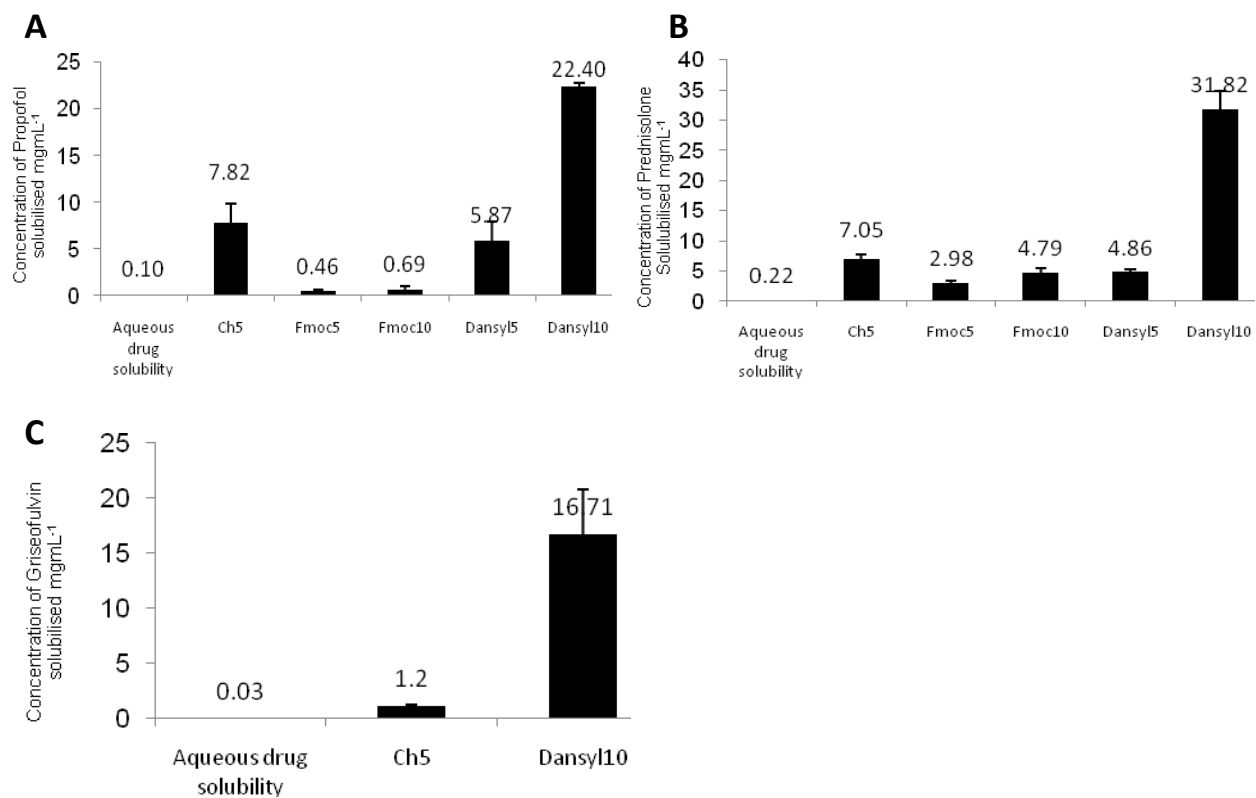 A
Concentration of Propofol
solubilised mgmL⁻¹
25
20
15
10
5
0
0.10
7.82
0.46
0.69
5.87
22.40
Aqueous
drug
solubility
Ch5
Fmoc5
Fmoc10
Dansyl5
Dansyl10
B
Concentration of Prednisolone
Solulubilised mgmL⁻¹
40
35
30
25
20
15
10
5
0
0.22
7.05
2.98
4.79
4.86
31.82
Aqueous
drug
solubility
Ch5
Fmoc5
Fmoc10
Dansyl5
Dansyl10
C
Concentration of Griseofulvin
solubilised mgmL⁻¹
25
20
15
10
5
0
0.03
1.2
16.71
Aqueous drug
solubility
Ch5
Dansyl10